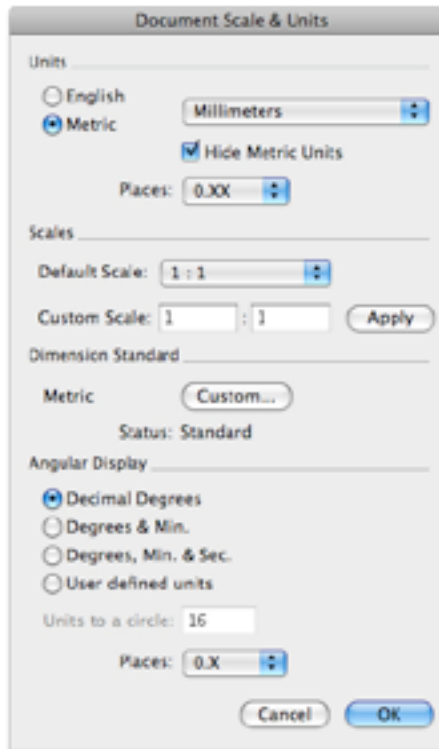 Document Scale & Units
Units
English
Metric
Millimeters
Hide Metric Units
Places: 0.XX
Scales
Default Scale: 1 : 1
Custom Scale: 1 : 1 Apply
Dimension Standard
Metric Custom...
Status: Standard
Angular Display
Decimal Degrees
Degrees & Min.
Degrees, Min. & Sec.
User defined units
Units to a circle: 16
Places: 0.X
Cancel OK